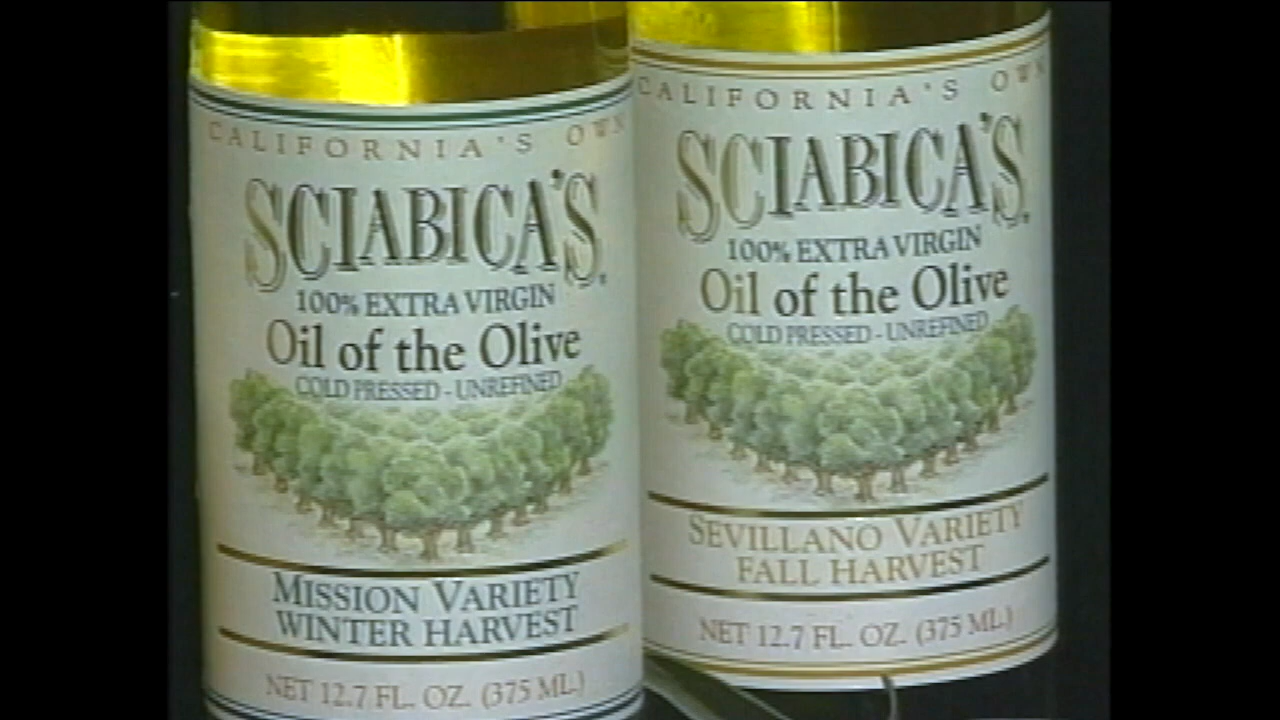 CALIFORNIA'S OWN
SCIABICA'S
100% EXTRA VIRGIN
Oil of the Olive
COLD PRESSED - UNREFINED
MISSION VARIETY
WINTER HARVEST
NET 12.7 FL. OZ. (375 ML.)
CALIFORNIA'S OWN
SCIABICA'S
100% EXTRA VIRGIN
Oil of the Olive
COLD PRESSED - UNREFINED
SEVILLANO VARIETY
FALL HARVEST
NET 12.7 FL. OZ. (375 ML.)